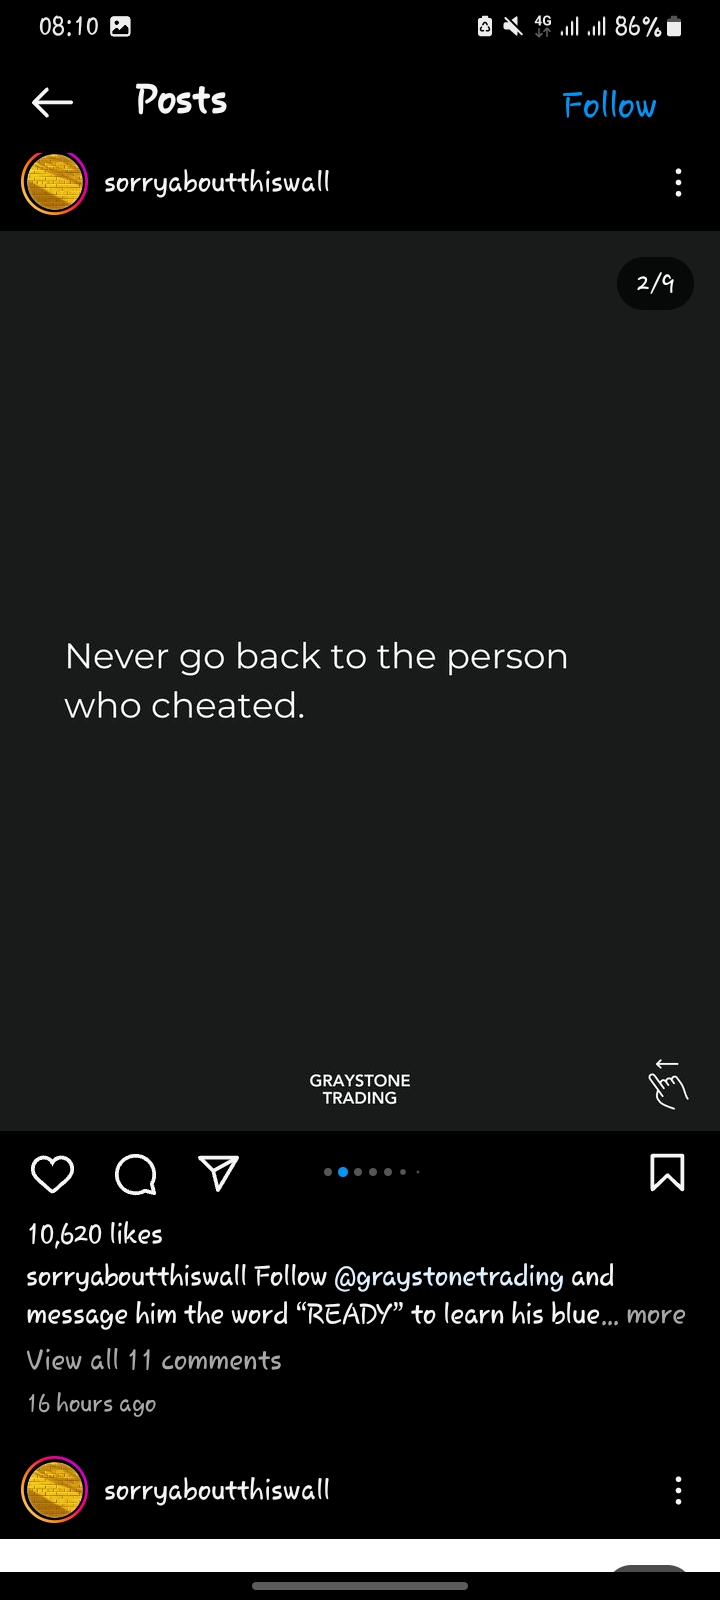 08:10 4G 86%
Posts Follow
sorryaboutthiswall
2/9
Never go back to the person
who cheated.
GRAYSTONE
TRADING
10,620 likes
sorryaboutthiswall Follow @graystonetrading and
message him the word “READY” to learn his blue... more
View all 11 comments
16 hours ago
sorryaboutthiswall